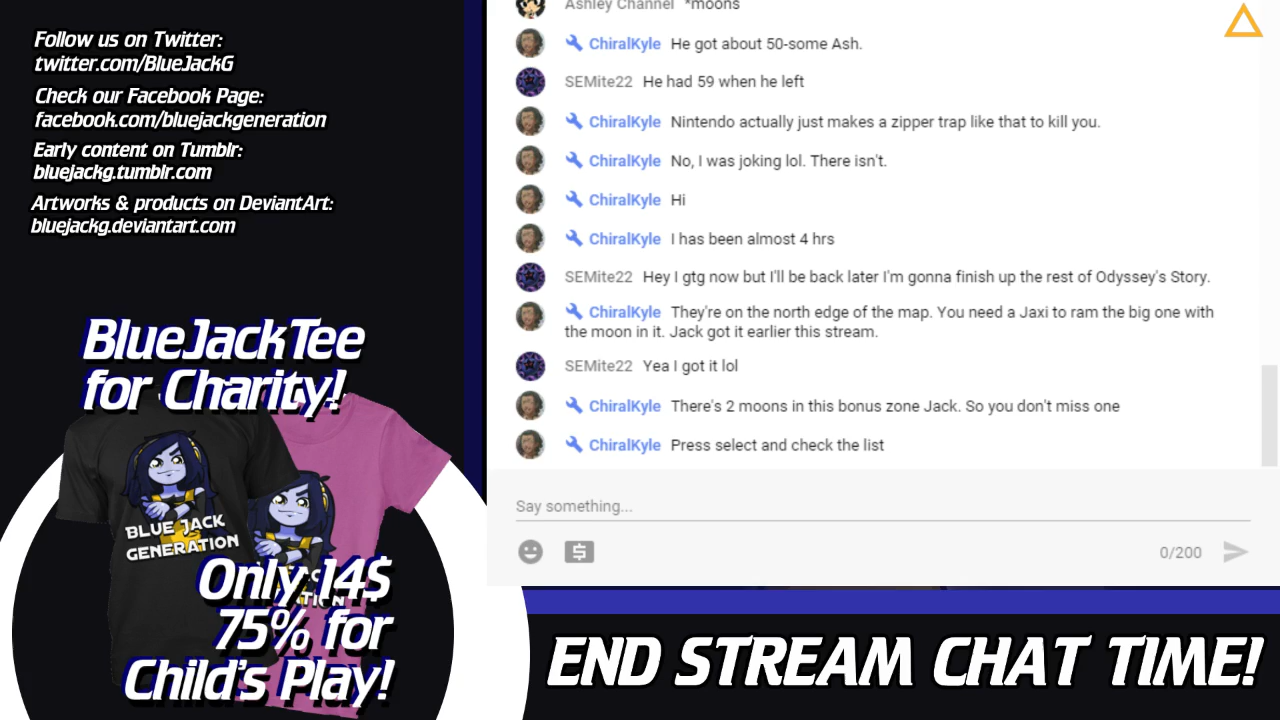 Follow us on Twitter:
twitter.com/BlueJackG
Check our Facebook Page:
facebook.com/bluejackgeneration
Early content on Tumblr:
bluejackg.tumblr.com
Artworks & products on DeviantArt:
bluejackg.deviantart.com
BlueJackTee
for Charity!
BLUE JACK
GENERATION
Only 14$
75% for
Child's Play!
Ashley Channel *moons
ChiralKyle He got about 50-some Ash.
SEMite22 He had 59 when he left
ChiralKyle Nintendo actually just makes a zipper trap like that to kill you.
ChiralKyle No, I was joking lol. There isn't.
ChiralKyle Hi
ChiralKyle I has been almost 4 hrs
SEMite22 Hey I gtg now but I'll be back later I'm gonna finish up the rest of Odyssey's Story.
ChiralKyle They're on the north edge of the map. You need a Jaxi to ram the big one with
the moon in it. Jack got it earlier this stream.
SEMite22 Yea I got it lol
ChiralKyle There's 2 moons in this bonus zone Jack. So you don't miss one
ChiralKyle Press select and check the list
Say something...
0/200
END STREAM CHAT TIME!